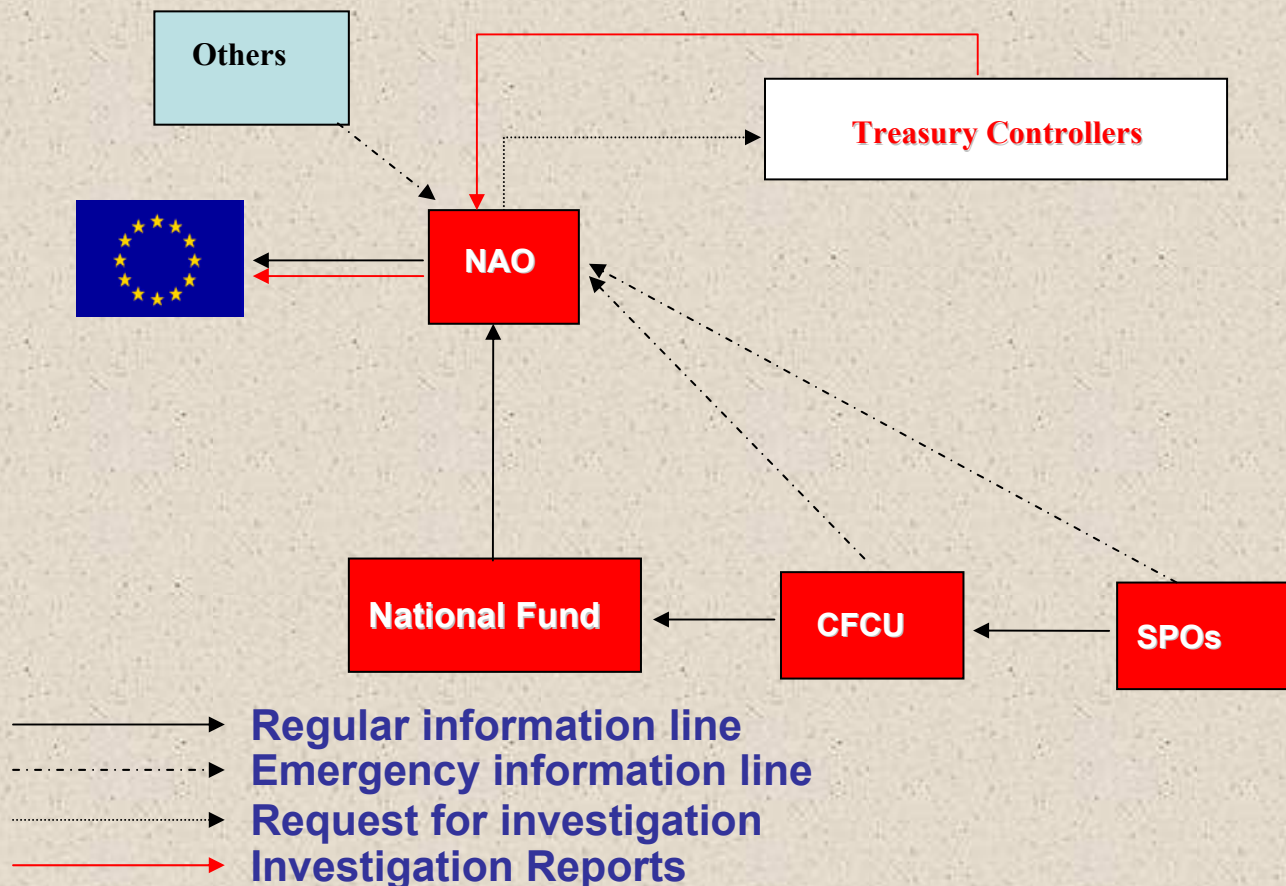 Others
Treasury Controllers
NAO
National Fund
CFCU
SPOs
Regular information line
Emergency information line
Request for investigation
Investigation Reports